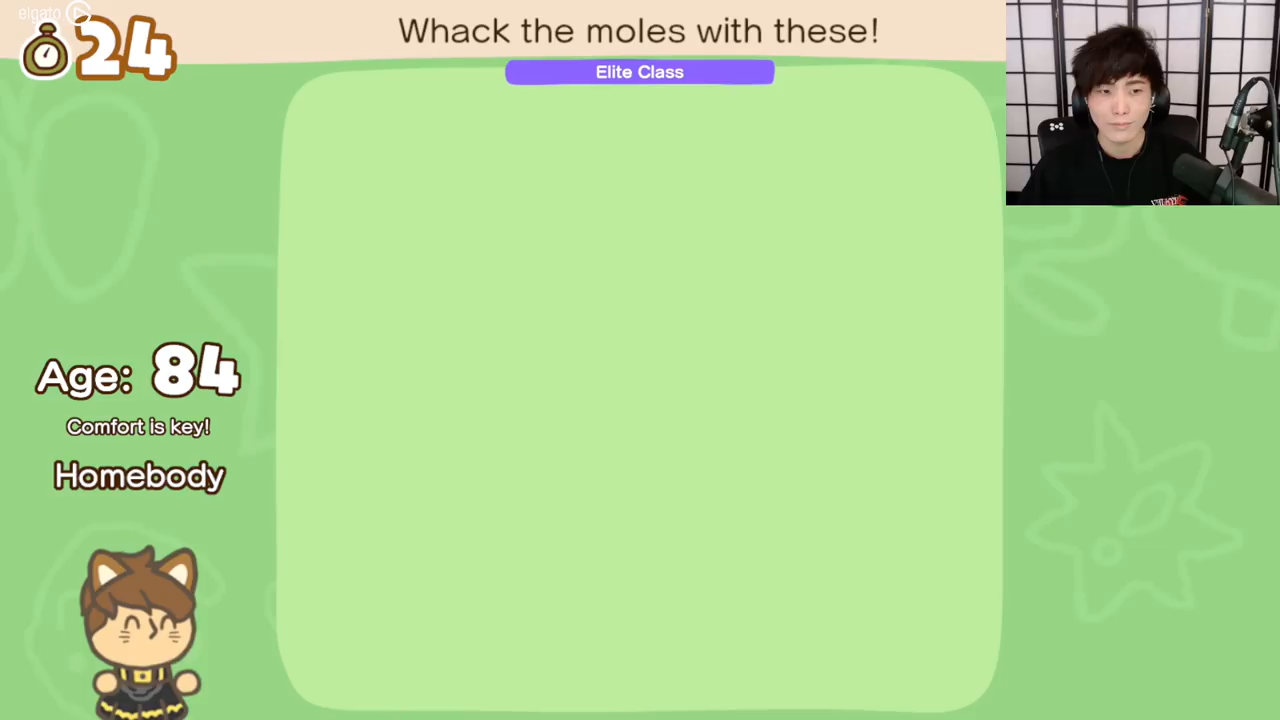 elgato
24
Whack the moles with these!
Elite Class
Age: 84
Comfort is key!
Homebody